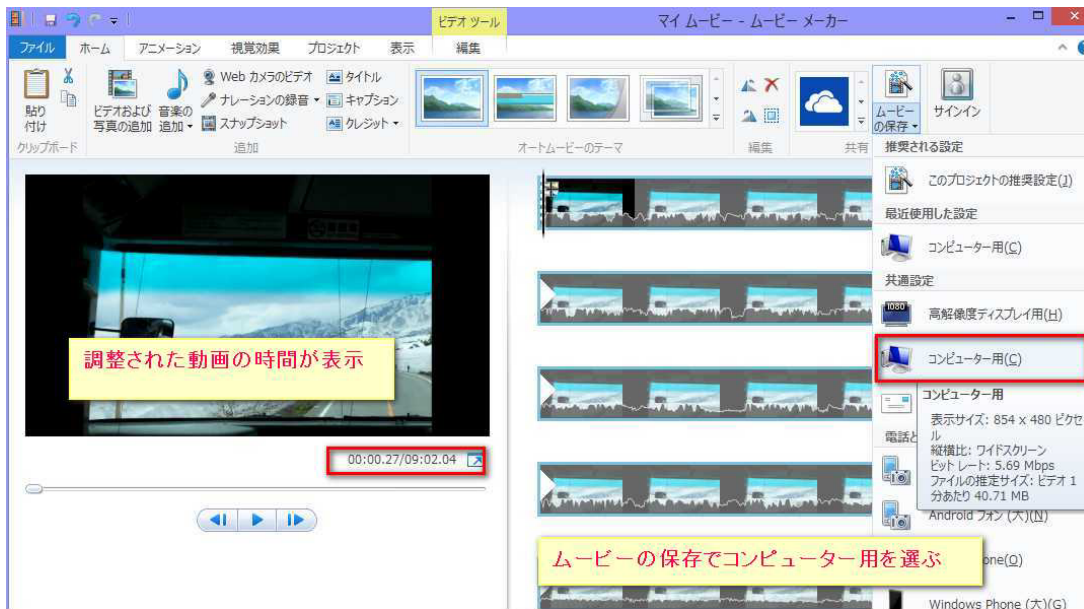 ビデオ ツール
マイ ムービー - ムービー メーカー
ファイル ホーム アニメーション 視覚効果 プロジェクト 表示 編集
貼り
付け
クリップボード
ビデオおよび
写真の追加
音楽の
追加
Web カメラのビデオ
ナレーションの録音
スナップショット
タイトル
キャプション
クレジット
追加
オートムービーのテーマ
編集
共有
ムービー
の保存
サインイン
推奨される設定
このプロジェクトの推奨設定(J)
最近使用した設定
コンピューター用(C)
共通設定
1080
高解像度ディスプレイ用(H)
コンピューター用(C)
コンピューター用
表示サイズ: 854 x 480 ピクセ
ル
縦横比: ワイドスクリーン
ビット レート: 5.69 Mbps
ファイルの推定サイズ: ビデオ 1
分あたり 40.71 MB
電話と
Android フォン (大)(N)
one(O)
Windows Phone (大)(G)
調整された動画の時間が表示
00:00.27/09:02.04
ムービーの保存でコンピューター用を選ぶ